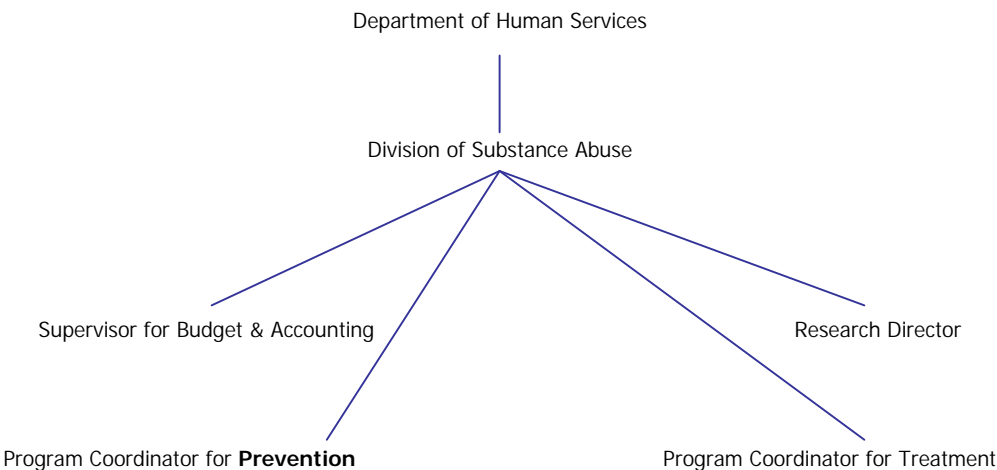 Department of Human Services
Division of Substance Abuse
Supervisor for Budget & Accounting
Research Director
Program Coordinator for Prevention
Program Coordinator for Treatment